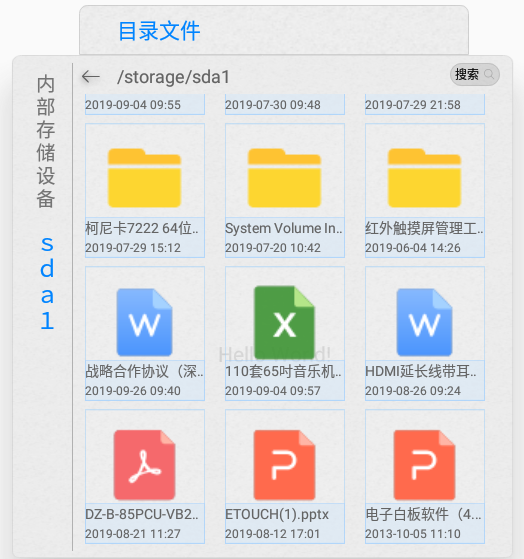 目录文件
内部存储设备
sda1
/storage/sda1
搜索
2019-09-04 09:55
2019-07-30 09:48
2019-07-29 21:58
柯尼卡7222 64位..
2019-07-29 15:12
System Volume In..
2019-07-20 10:42
红外触摸屏管理工..
2019-06-04 14:26
W
战略合作协议（深..
2019-09-26 09:40
X
Hello World!
110套65吋音乐机..
2019-09-04 09:57
W
HDMI延长线带耳..
2019-08-26 09:24
DZ-B-85PCU-VB2..
2019-08-21 11:27
P
ETOUCH(1).pptx
2019-08-12 17:01
P
电子白板软件（4...
2013-10-05 11:10